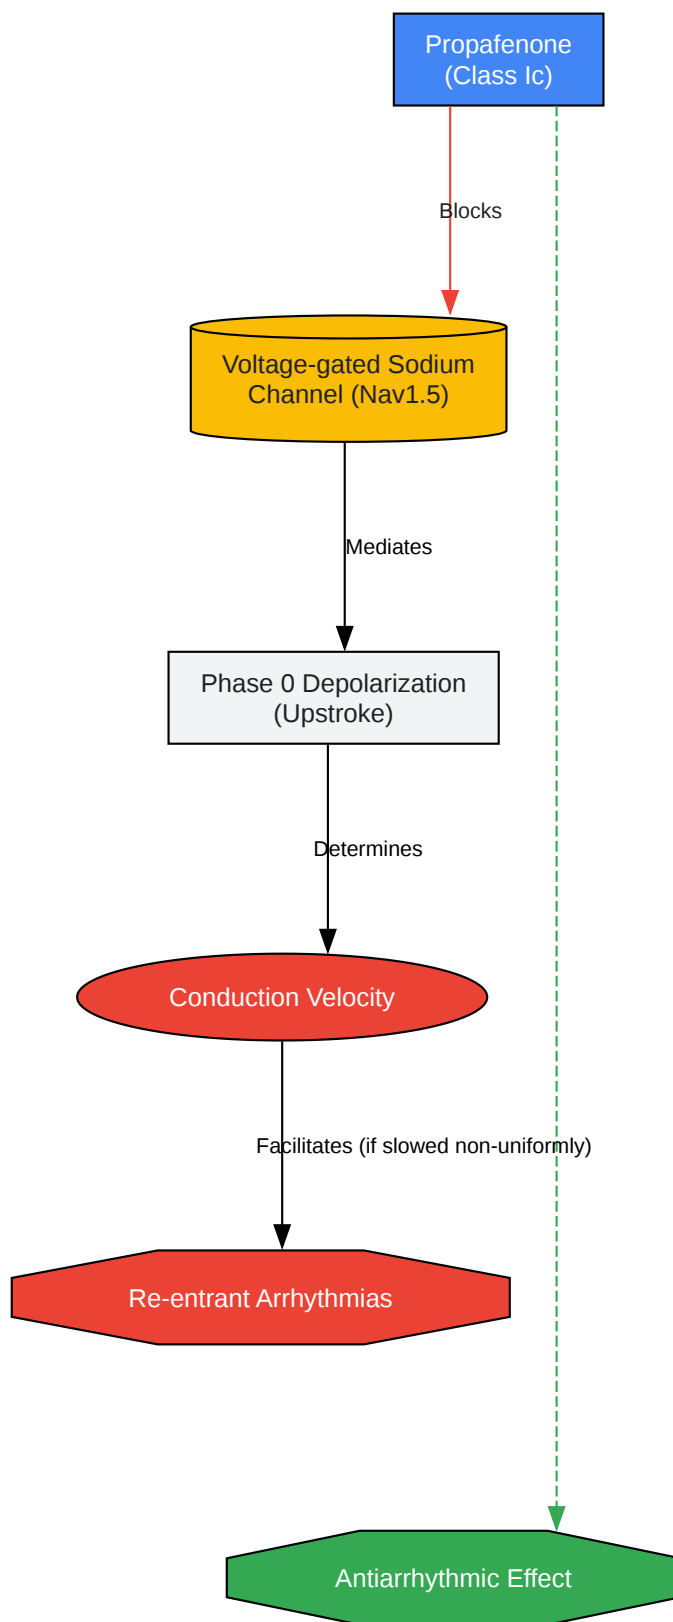 Propafenone
(Class Ic)
Blocks
Voltage-gated Sodium
Channel (Nav1.5)
Mediates
Phase 0 Depolarization
(Upstroke)
Determines
Conduction Velocity
Facilitates (if slowed non-uniformly)
Re-entrant Arrhythmias
Antiarrhythmic Effect